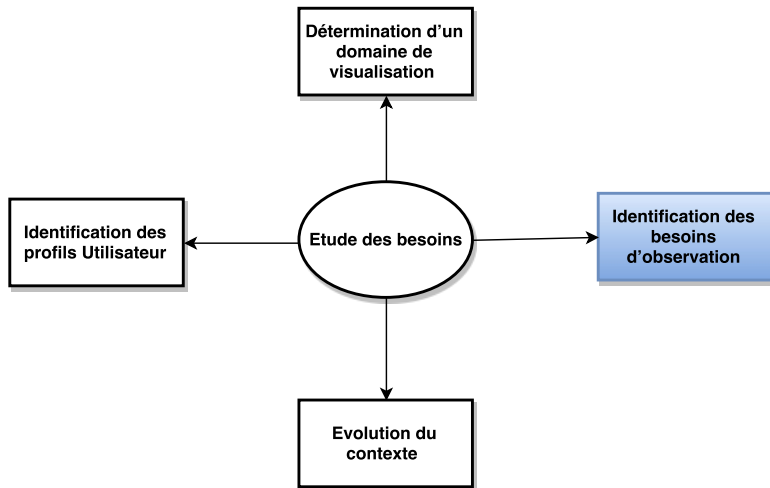 Détermination d'un
domaine de
visualisation
Identification des
profils Utilisateur
Etude des besoins
Identification des
besoins
d'observation
Evolution du
contexte